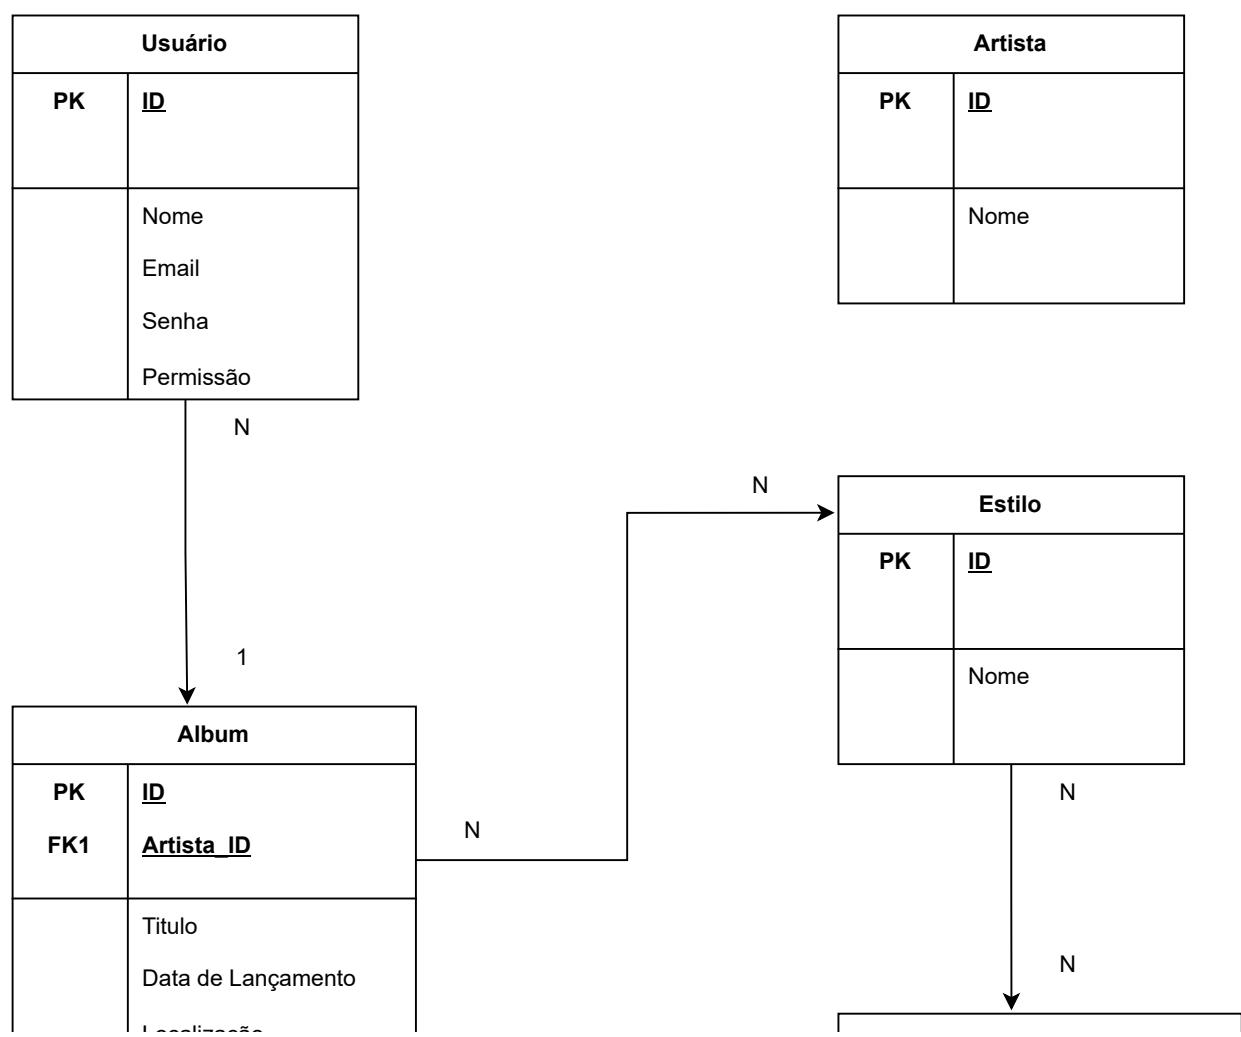 Usuário
PK ID
Nome
Email
Senha
Permissão
N
1
Artista
PK ID
Nome
N
Estilo
PK ID
Nome
N
N
Album
PK ID
FK1 Artista_ID
N
Titulo
Data de Lançamento
Localização